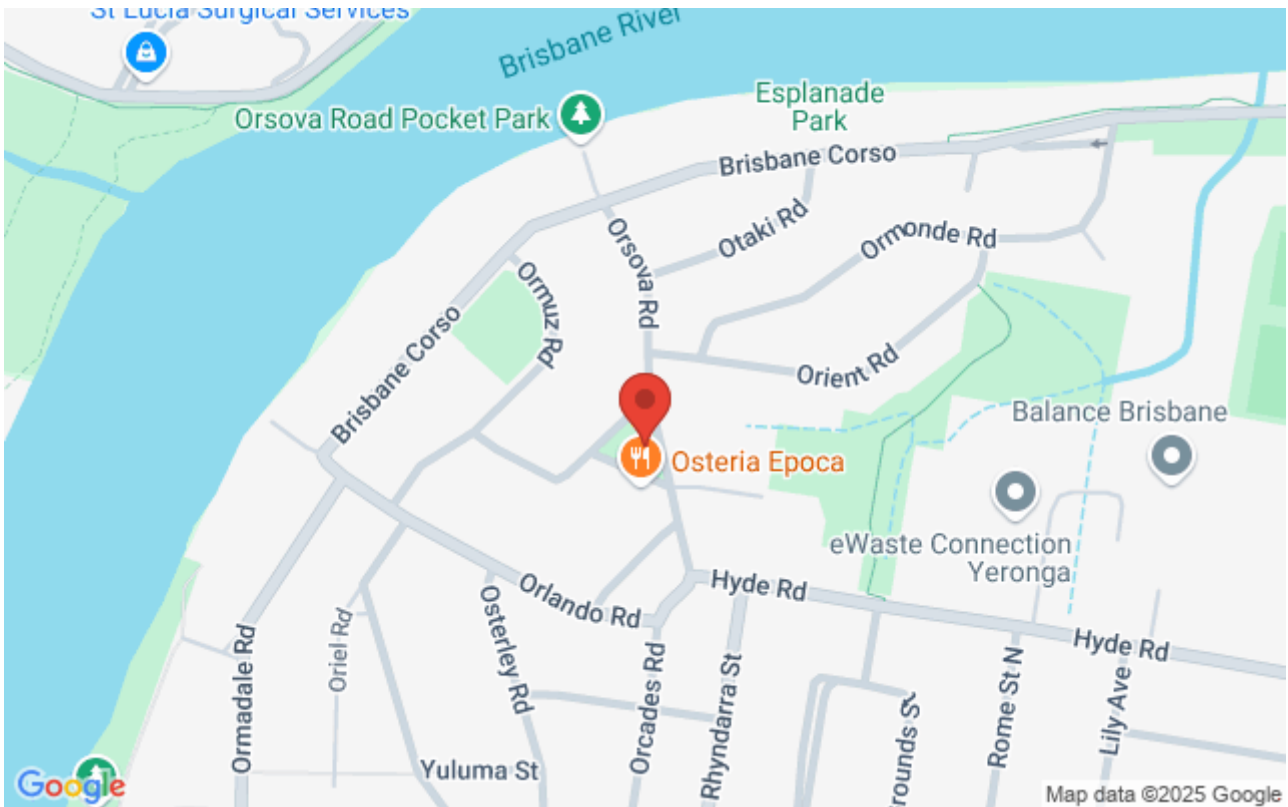 St Lucia Surgical Services
Brisbane River
Orsova Road Pocket Park
Esplanade
Park
Brisbane Corso
Orsova Rd
Otaki Rd
Ormonde Rd
Ormuz Rd
Brisbane Corso
Orient Rd
Balance Brisbane
Osteria Epoca
eWaste Connection
Yeronga
Hyde Rd
Orlando Rd
Osterley Rd
Oriel Rd
Ormadale Rd
Orcades Rd
Rhyndarra St
Hyde Rd
Rome St N
Lily Ave
Yuluma St
Google
Map data ©2025 Google